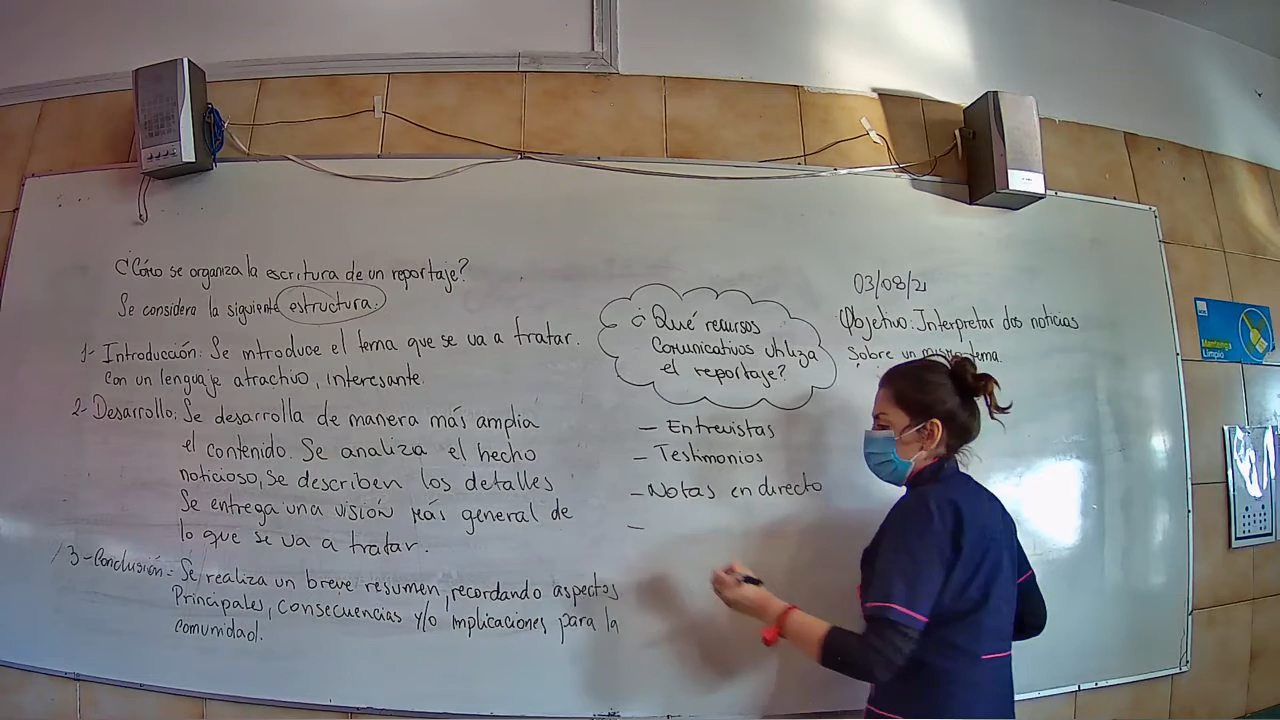 ¿Cómo se organiza la escritura de un reportaje?
Se considera la siguiente estructura.
1- Introducción: Se introduce el tema que se va a tratar.
con un lenguaje atractivo, interesante.
2- Desarrollo: Se desarrolla de manera más amplia
el contenido. Se analiza el hecho
noticioso, se describen los detalles
Se entrega una visión más general de
lo que se va a tratar.
3- Conclusión = Se realiza un breve resumen, recordando aspectos
Principales, consecuencias y/o implicaciones para la
comunidad.
¿Qué recursos
Comunicativos utiliza
el reportaje?
- Entrevistas
- Testimonios
- Notas en directo
-
03/08/21
Objetivo: Interpretar dos noticias
sobre un mismo tema.
Mantenga
Limpio